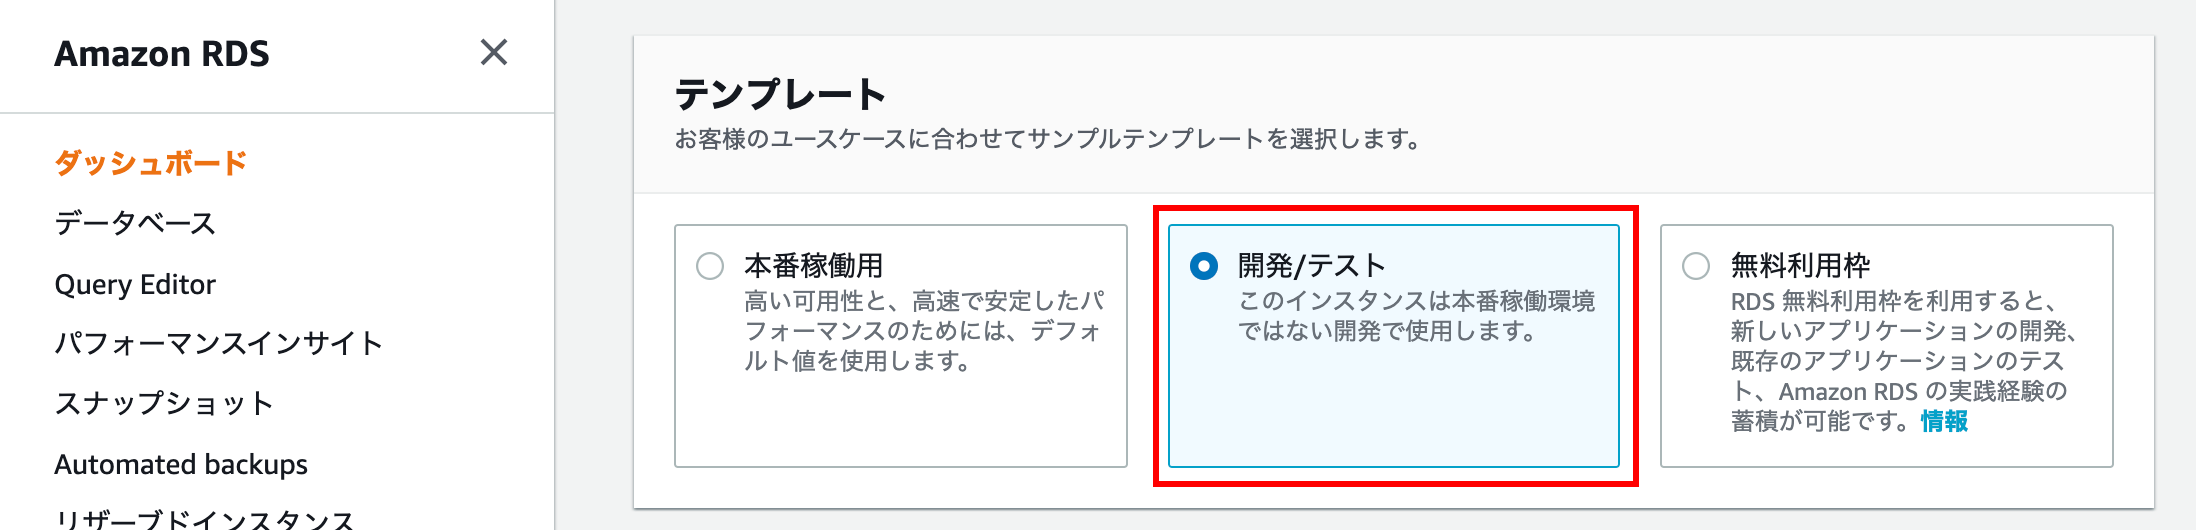 Amazon RDS
ダッシュボード
データベース
Query Editor
パフォーマンスインサイト
スナップショット
Automated backups
リザーブドインスタンス
テンプレート
お客様のユースケースに合わせてサンプルテンプレートを選択します。
本番稼働用
高い可用性と、高速で安定したパ
フォーマンスのためには、デフォ
ルト値を使用します。
開発/テスト
このインスタンスは本番稼働環境
ではない開発で使用します。
無料利用枠
RDS 無料利用枠を利用すると、
新しいアプリケーションの開発、
既存のアプリケーションのテス
ト、Amazon RDS の実践経験の
蓄積が可能です。情報